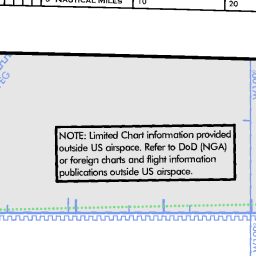 NAUTICAL MILES 10 20
NOTE: Limited Chart information provided
outside US airspace. Refer to DoD (NGA)
or foreign charts and flight information
publications outside US airspace.